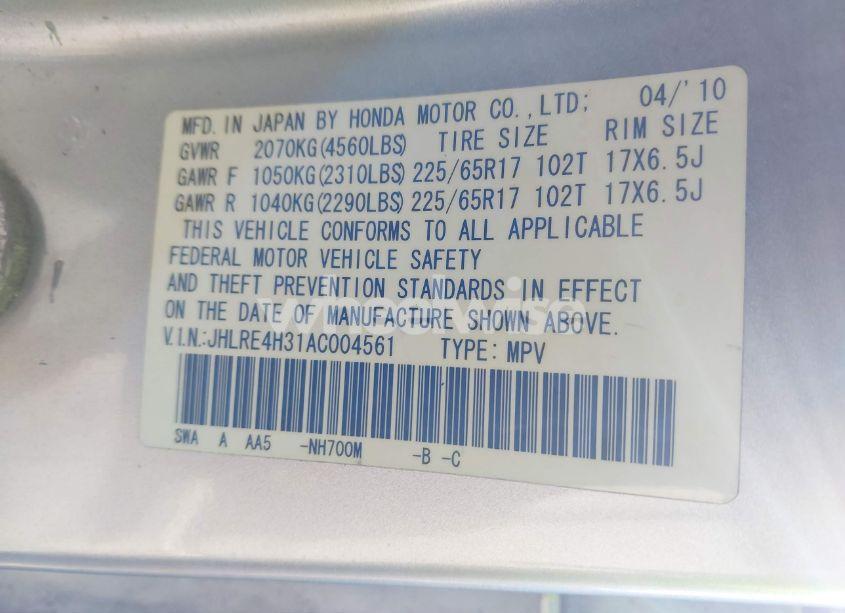 MFD. IN JAPAN BY HONDA MOTOR CO.,LTD; 04/'10
GVWR 2070KG(4560LBS) TIRE SIZE RIM SIZE
GAWR F 1050KG(2310LBS) 225/65R17 102T 17X6.5J
GAWR R 1040KG(2290LBS) 225/65R17 102T 17X6.5J
THIS VEHICLE CONFORMS TO ALL APPLICABLE
FEDERAL MOTOR VEHICLE SAFETY
AND THEFT PREVENTION STANDARDS IN EFFECT
ON THE DATE OF MANUFACTURE SHOWN ABOVE.
wheelwise
V.I.N.:JHLRE4H31AC004561 TYPE: MPV
SWA A AA5 -NH700M -B -C